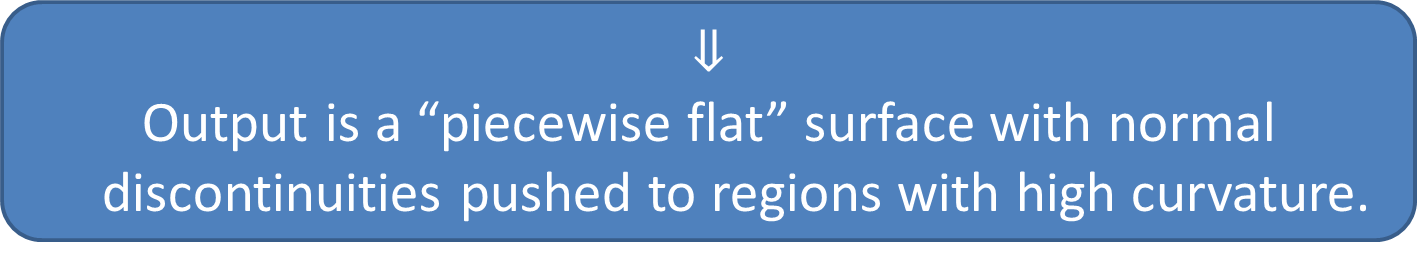 ⇓
Output is a “piecewise flat” surface with normal
discontinuities pushed to regions with high curvature.